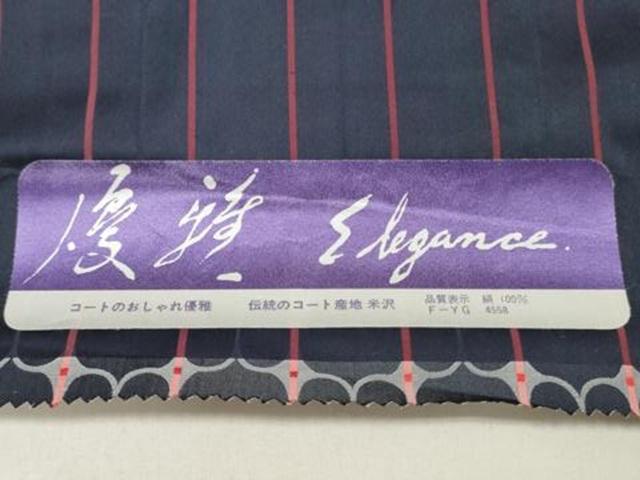 優雅 Elegance.
コートのおしゃれ優雅 伝統のコート産地 米沢 品質表示 絹 100%
F-YG 4558